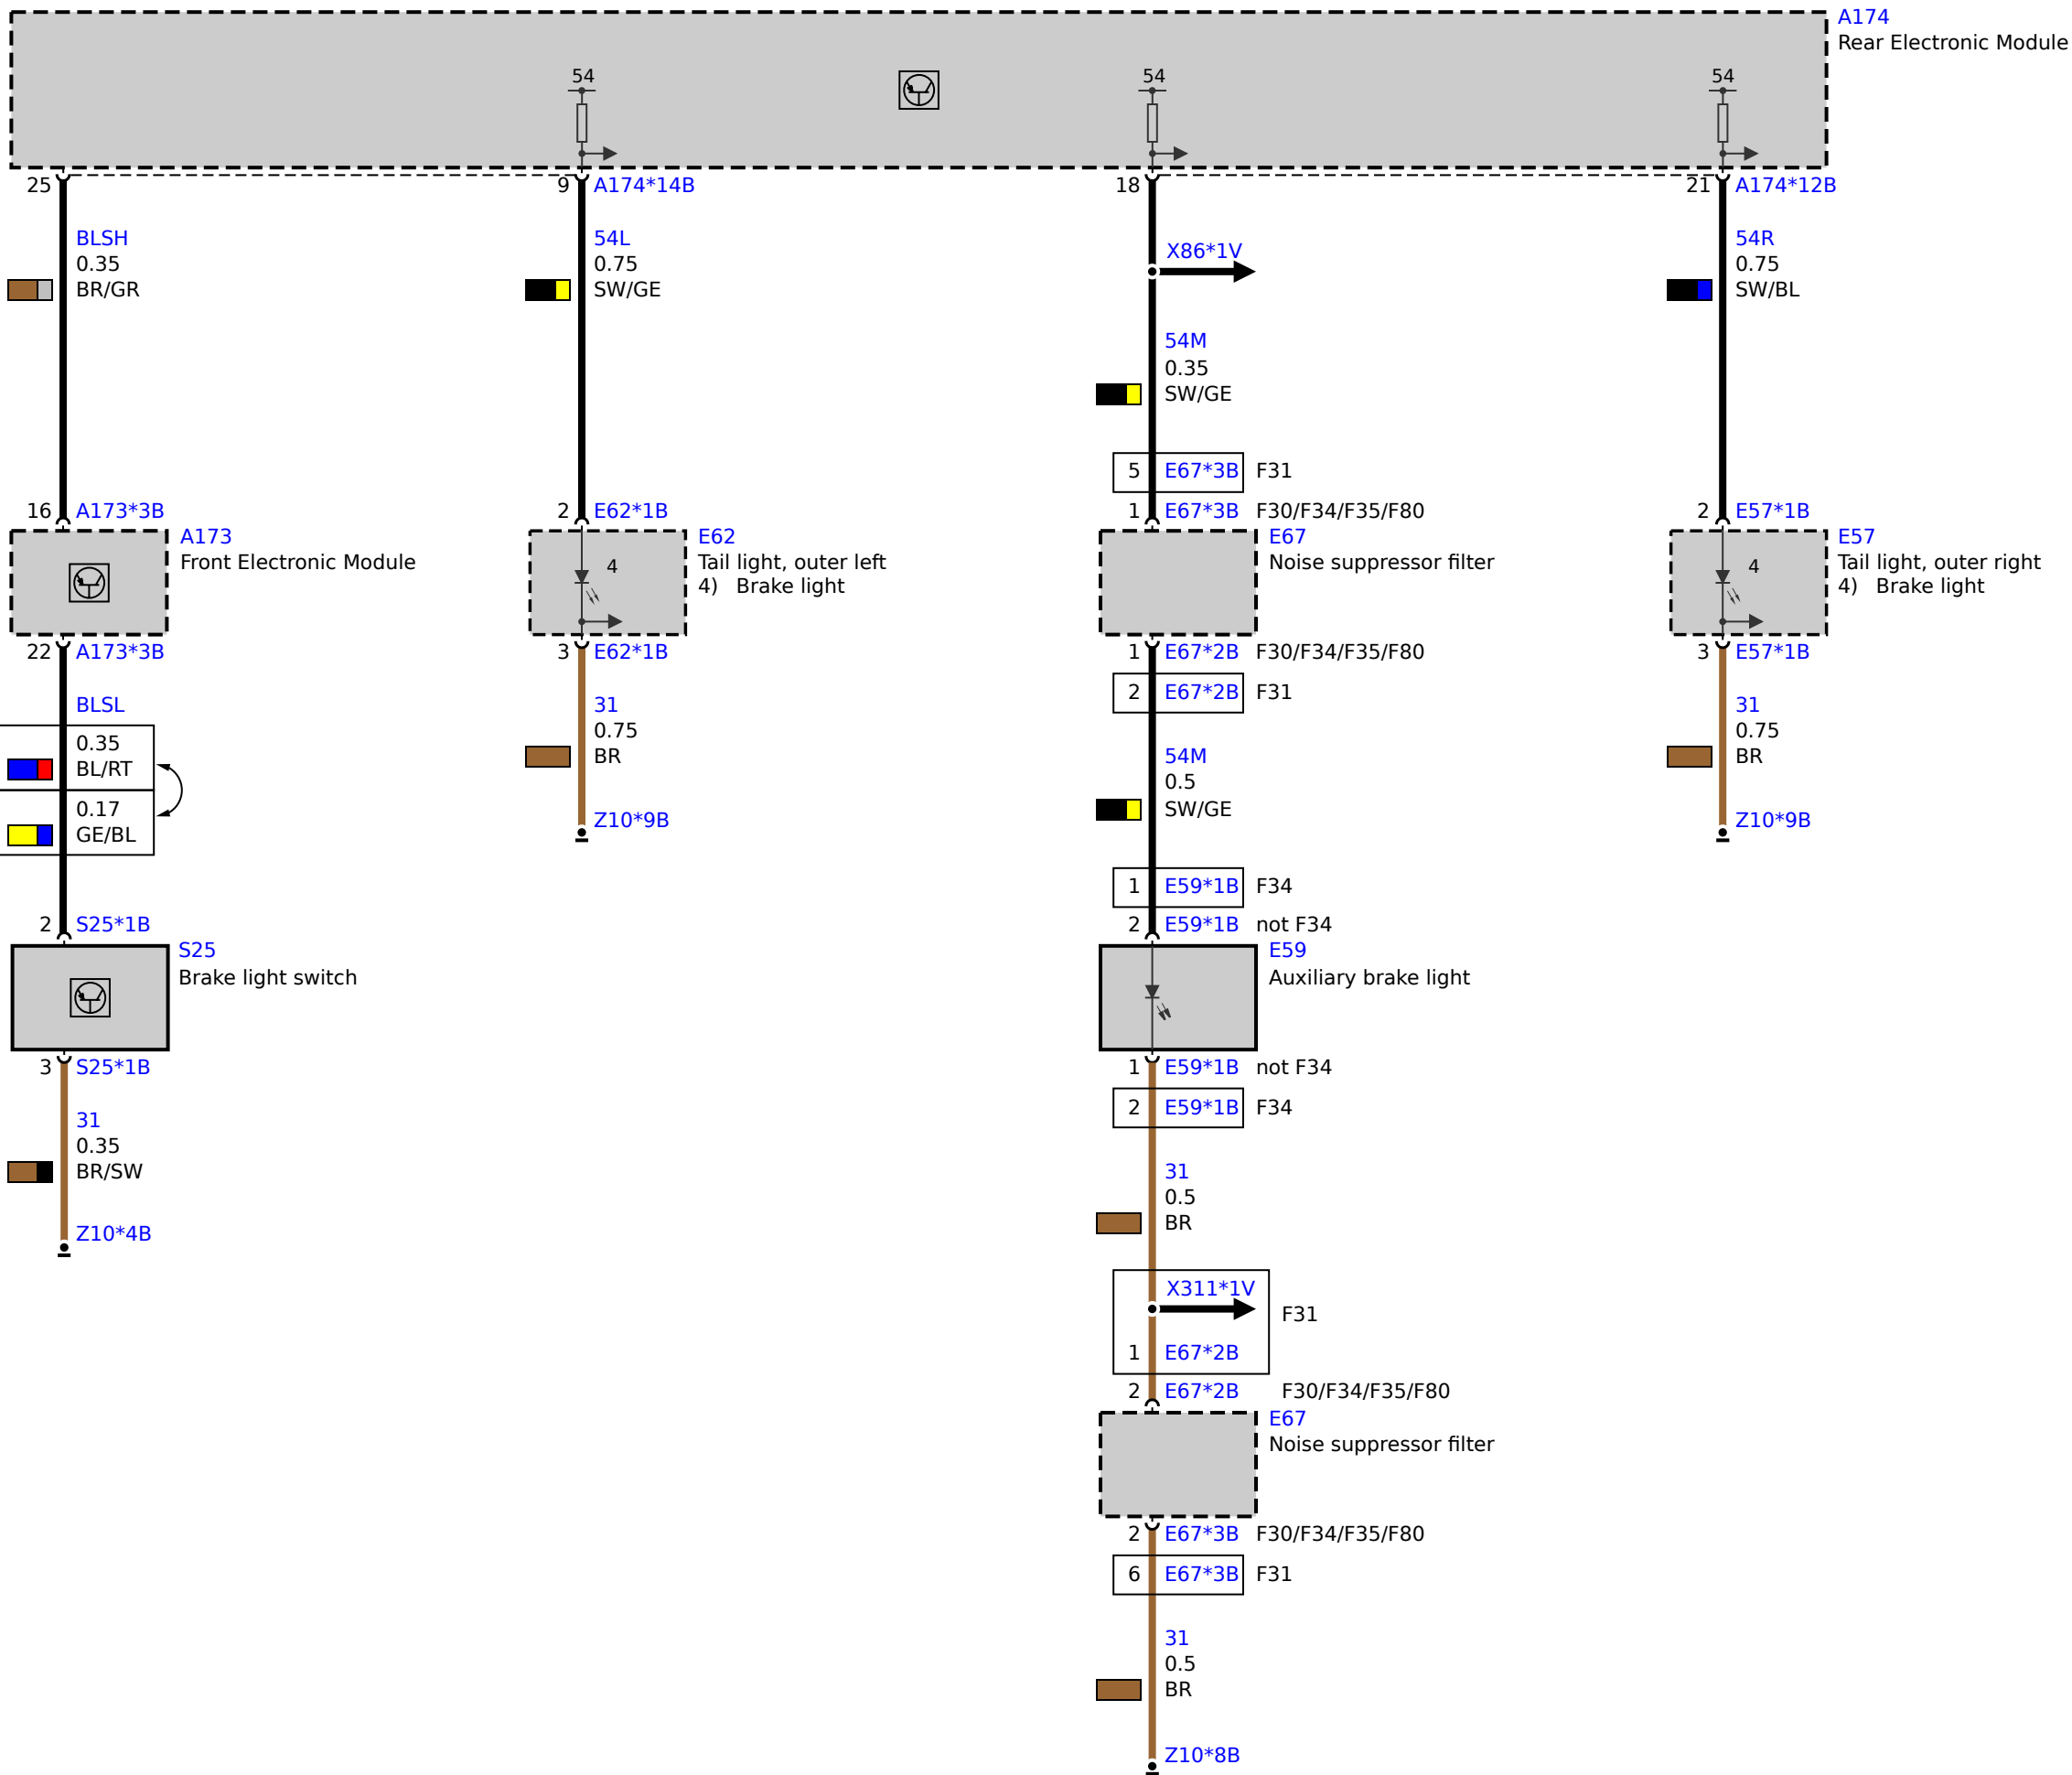 A174
Rear Electronic Module
54
54
54
25
9 A174*14B
18
21 A174*12B
BLSH
0.35
BR/GR
54L
0.75
SW/GE
X86*1V
54M
0.35
SW/GE
54R
0.75
SW/BL
5 E67*3B F31
16 A173*3B
2 E62*1B
1 E67*3B F30/F34/F35/F80
2 E57*1B
A173
Front Electronic Module
4
E62
Tail light, outer left
4) Brake light
E67
Noise suppressor filter
4
E57
Tail light, outer right
4) Brake light
22 A173*3B
3 E62*1B
1 E67*2B F30/F34/F35/F80
3 E57*1B
2 E67*2B F31
BLSL
0.35
BL/RT
0.17
GE/BL
31
0.75
BR
Z10*9B
54M
0.5
SW/GE
31
0.75
BR
Z10*9B
1 E59*1B F34
2 S25*1B
2 E59*1B not F34
S25
Brake light switch
E59
Auxiliary brake light
3 S25*1B
1 E59*1B not F34
2 E59*1B F34
31
0.35
BR/SW
Z10*4B
31
0.5
BR
X311*1V
F31
1 E67*2B
2 E67*2B F30/F34/F35/F80
E67
Noise suppressor filter
2 E67*3B F30/F34/F35/F80
6 E67*3B F31
31
0.5
BR
Z10*8B